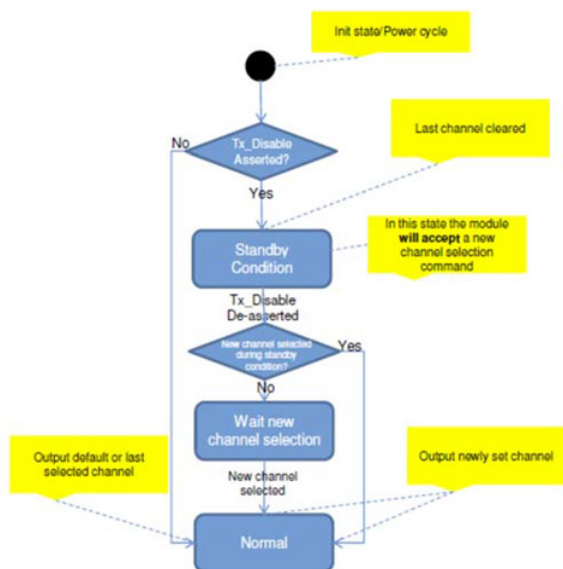 Init state/Power cycle
Last channel cleared
No
Tx_Disable
Asserted?
Yes
Standby
Condition
In this state the module
will accept a new
channel selection
command
Tx_Disable
De-asserted
New channel selected
during standby
condition?
Yes
No
Wait new
channel selection
Output default or last
selected channel
Output newly set channel
New channel
selected
Normal